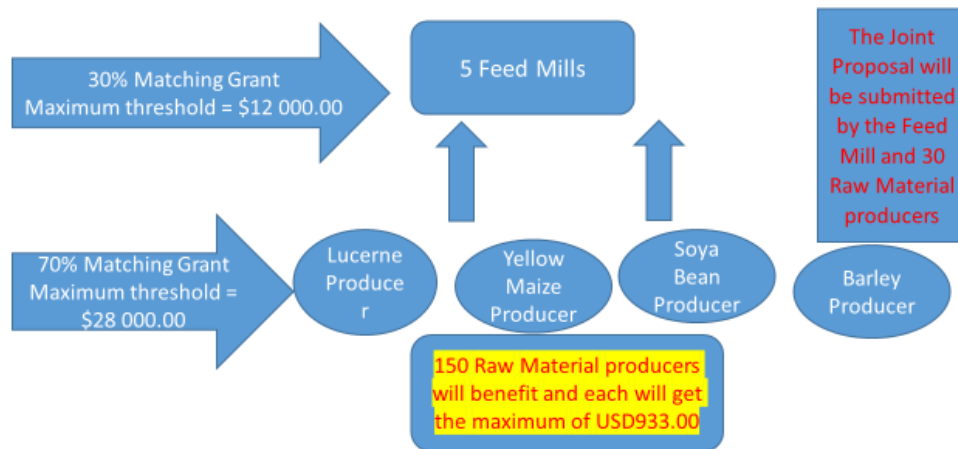 30% Matching Grant
Maximum threshold = $12 000.00
5 Feed Mills
The Joint
Proposal will
be submitted
by the Feed
Mill and 30
Raw Material
producers
70% Matching Grant
Maximum threshold =
$28 000.00
Lucerne
Produce
r
Yellow
Maize
Producer
Soya
Bean
Producer
Barley
Producer
150 Raw Material producers
will benefit and each will get
the maximum of USD933.00